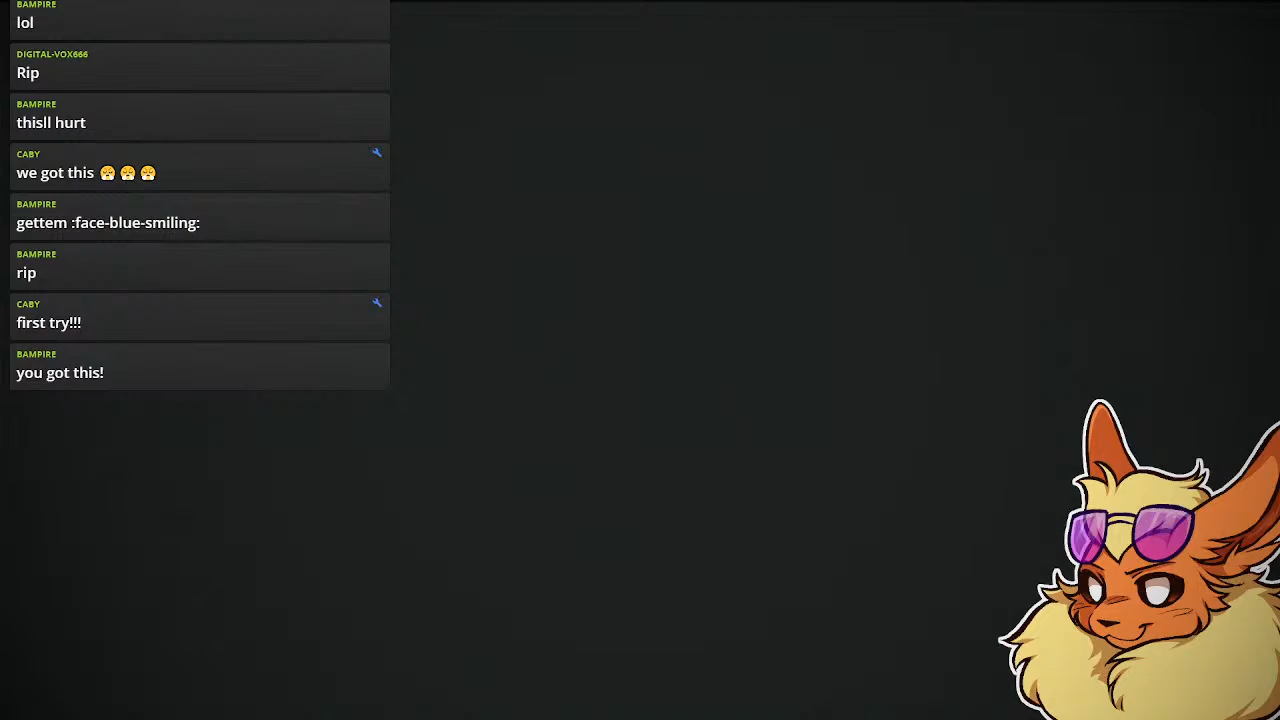 BAMPIRE
lol
DIGITAL-VOX666
Rip
BAMPIRE
thisll hurt
CABY
we got this 😤 😤 😤
BAMPIRE
gettem :face-blue-smiling:
BAMPIRE
rip
CABY
first try!!!
BAMPIRE
you got this!